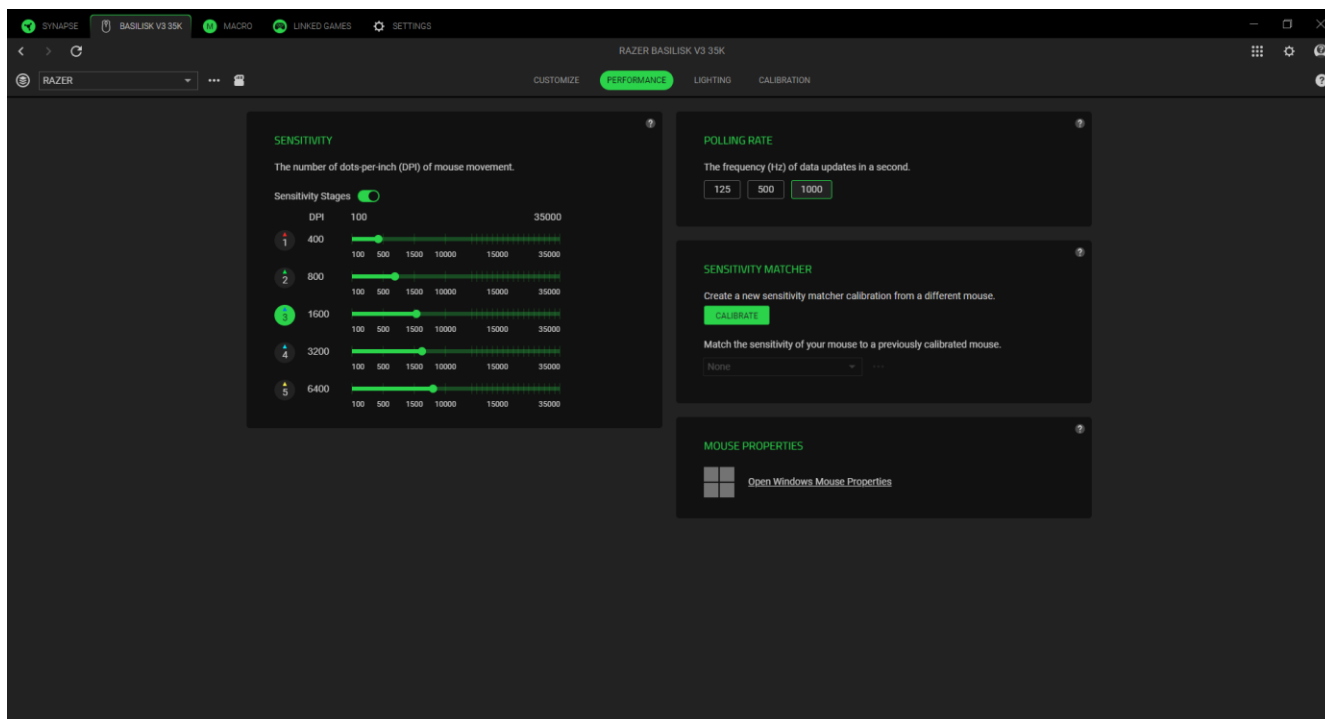 SYNAPSE BASILISK V3 35K M MACRO LINKED GAMES SETTINGS
RAZER BASILISK V3 35K
RAZER CUSTOMIZE PERFORMANCE LIGHTING CALIBRATION ?
SENSITIVITY ?
The number of dots-per-inch (DPI) of mouse movement.
Sensitivity Stages
DPI 100 35000
1 400
100 500 1500 10000 15000 35000
2 800
100 500 1500 10000 15000 35000
3 1600
100 500 1500 10000 15000 35000
4 3200
100 500 1500 10000 15000 35000
5 6400
100 500 1500 10000 15000 35000
POLLING RATE ?
The frequency (Hz) of data updates in a second.
125 500 1000
SENSITIVITY MATCHER ?
Create a new sensitivity matcher calibration from a different mouse.
CALIBRATE
Match the sensitivity of your mouse to a previously calibrated mouse.
None
MOUSE PROPERTIES ?
Open Windows Mouse Properties